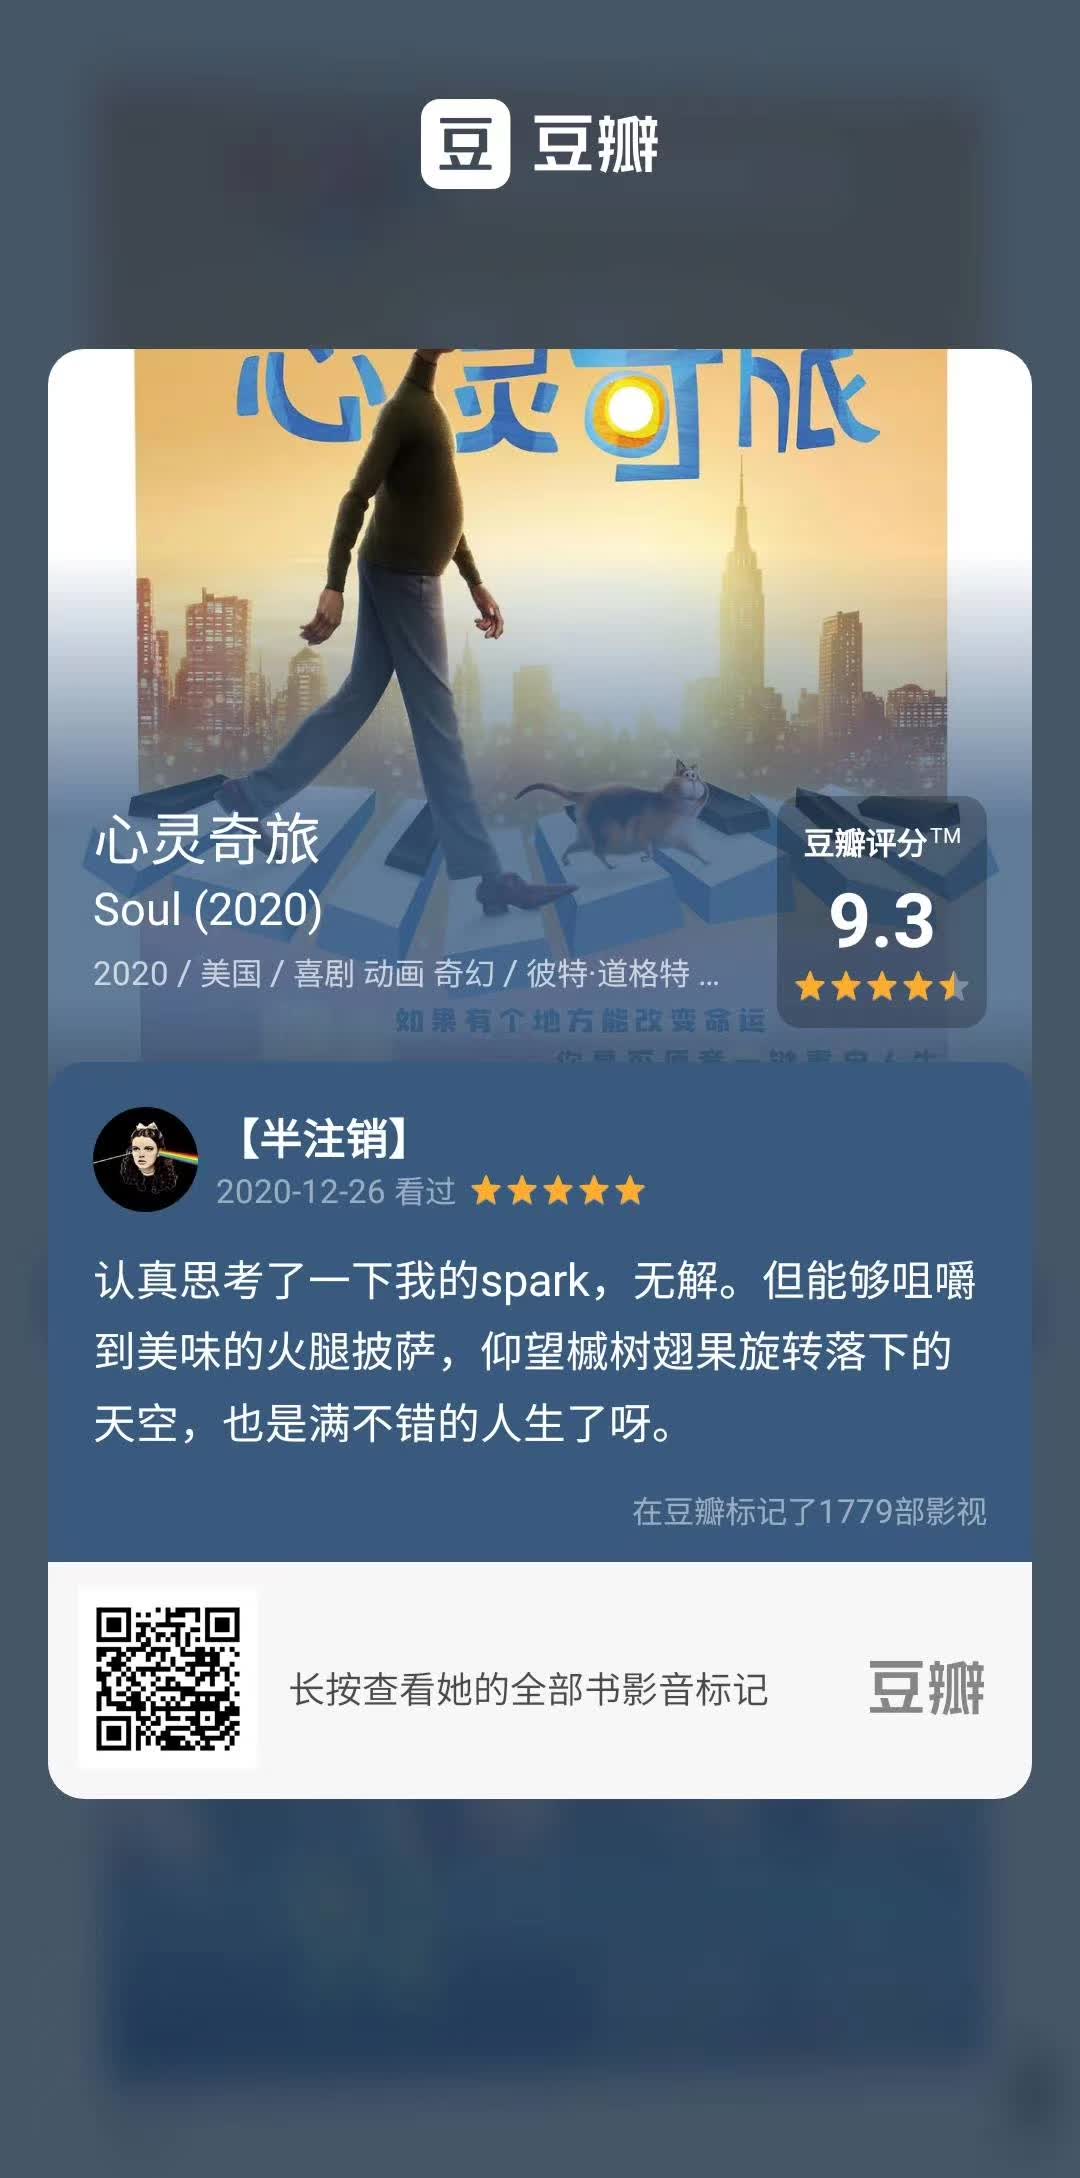 豆 豆瓣
心灵奇旅
心灵奇旅
Soul (2020)
2020 / 美国 / 喜剧 动画 奇幻 / 彼特·道格特 ...
豆瓣评分TM
9.3
如果有个地方能改变命运
【半注销】
2020-12-26 看过
认真思考了一下我的spark，无解。但能够咀嚼
到美味的火腿披萨，仰望槭树翅果旋转落下的
天空，也是满不错的人生了呀。
在豆瓣标记了1779部影视
长按查看她的全部书影音标记
豆瓣